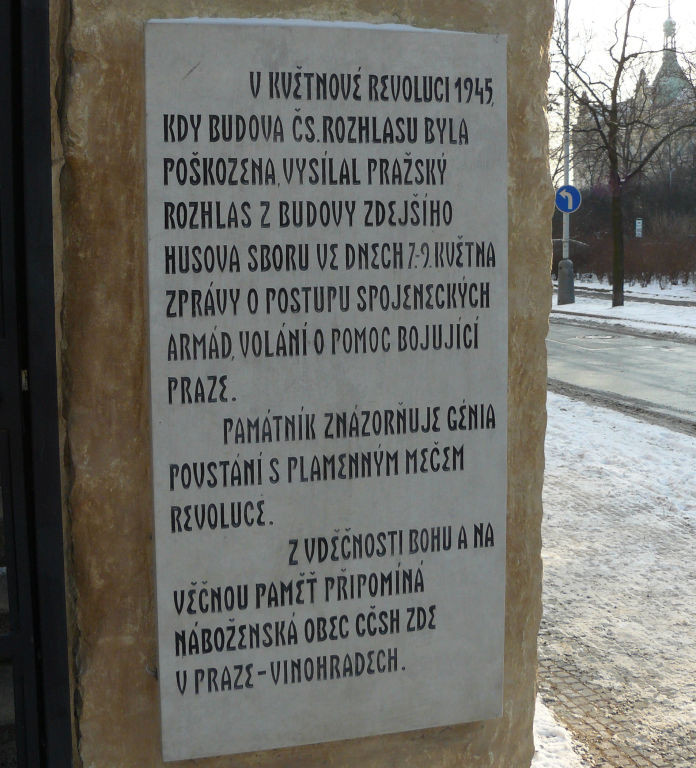 V KVĚTNOVÉ REVOLUCI 1945,
KDY BUDOVA ČS. ROZHLASU BYLA
POŠKOZENA, VYSÍLAL PRAŽSKÝ
ROZHLAS Z BUDOVY ZDEJŠÍHO
HUSOVA SBORU VE DNECH 7.-9. KVĚTNA
ZPRÁVY O POSTUPU SPOJENECKÝCH
ARMÁD, VOLÁNÍ O POMOC BOJUJÍCÍ
PRAZE.
PAMÁTNÍK ZNÁZORŇUJE GÉNIA
POVSTÁNÍ S PLAMENNÝM MEČEM
REVOLUCE.
Z VDĚČNOSTI BOHU A NA
VĚČNOU PAMĚŤ PŘIPOMÍNÁ
NÁBOŽENSKÁ OBEC CČSH ZDE
V PRAZE-VINOHRADECH.